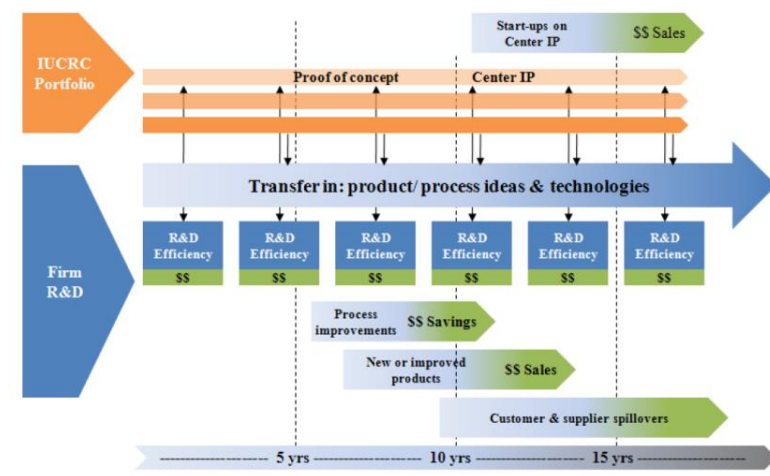 Start-ups on
Center IP
$$ Sales
IUCRC
Portfolio
Proof of concept
Center IP
Transfer in: product/ process ideas & technologies
R&D
Efficiency
$$
R&D
Efficiency
$$
R&D
Efficiency
$$
R&D
Efficiency
$$
R&D
Efficiency
$$
R&D
Efficiency
$$
Firm
R&D
Process
improvements
$$ Savings
New or improved
products
$$ Sales
Customer & supplier spillovers
5 yrs
10 yrs
15 yrs